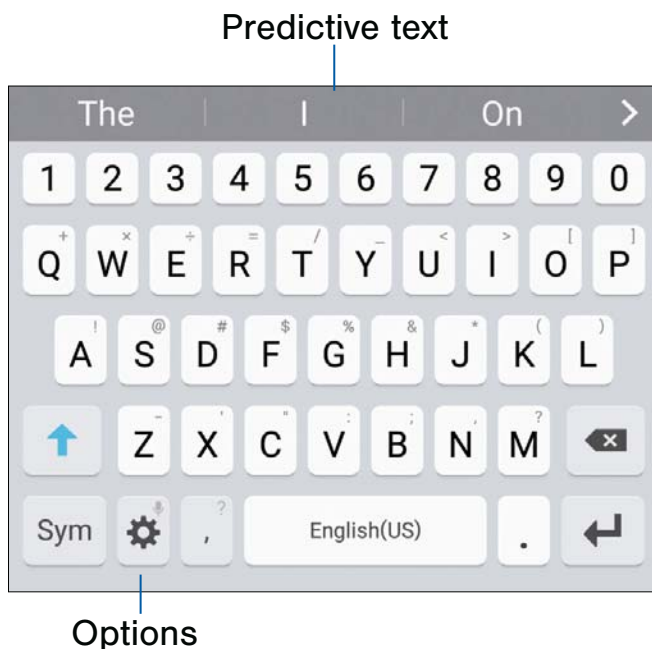 Predictive text
The I On >
1 2 3 4 5 6 7 8 9 0
+ × ÷ = / _ < > [ ]
Q W E R T Y U I O P
! @ # $ % & * ( )
A S D F G H J K L
- ' " : ; , ?
Z X C V B N M
?
Sym , English(US) .
Options